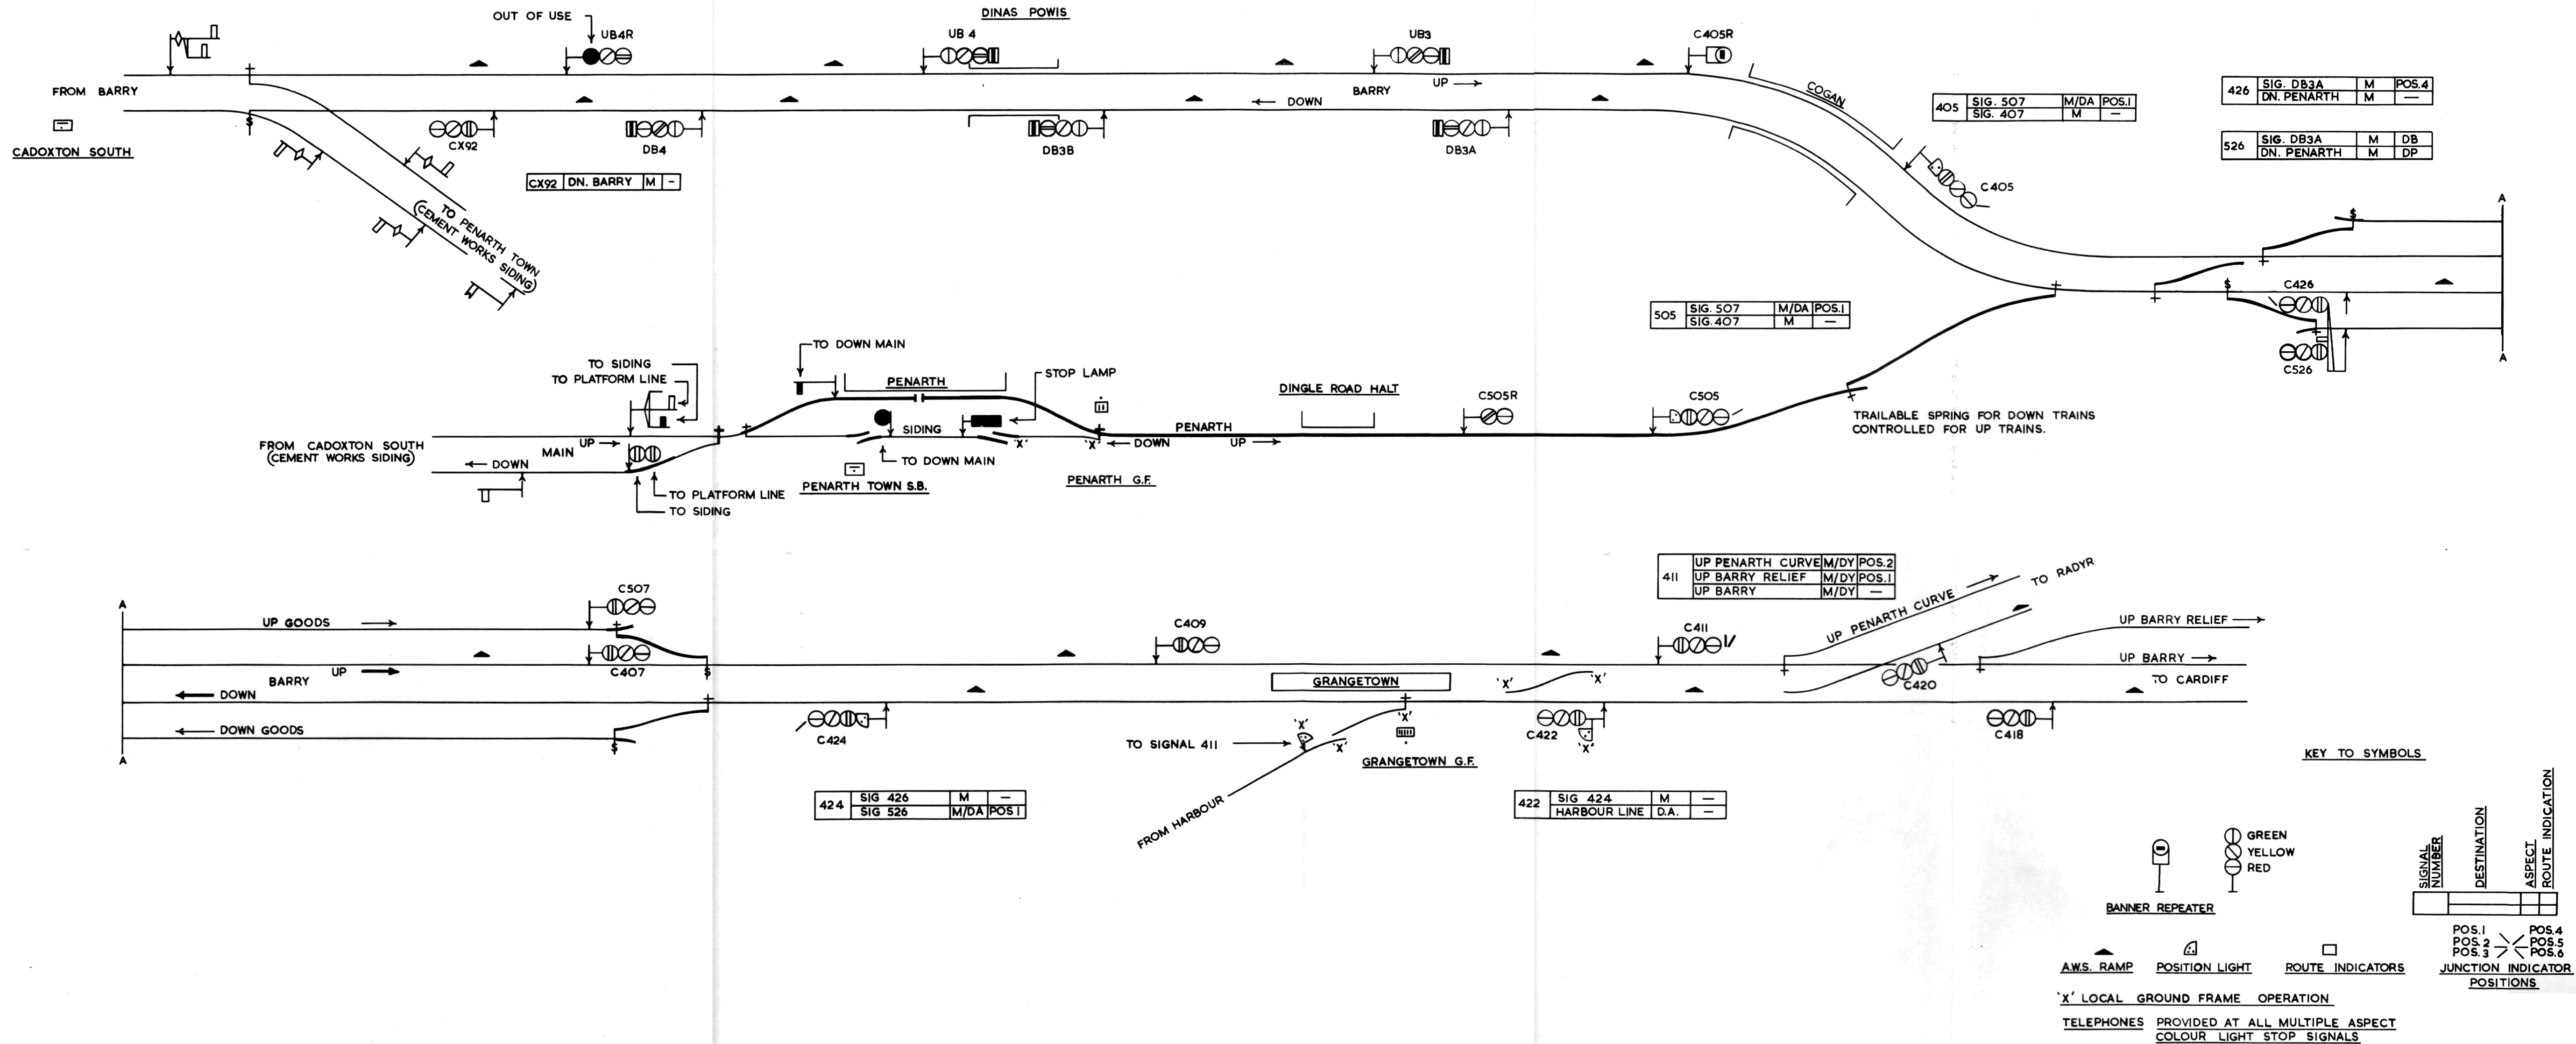 OUT OF USE
UB4R
DINAS POWIS
UB 4
UB3
C405R
FROM BARRY
CADOXTON SOUTH
UP
BARRY
DOWN
COGAN
CX92
DB4
DB3B
DB3A
CX92 DN. BARRY M -
TO PENARTH TOWN
(CEMENT WORKS SIDING)
405 SIG. 507 M/DA POS.1
SIG. 407 M —
426 SIG. DB3A M POS.4
DN. PENARTH M —
526 SIG. DB3A M DB
DN. PENARTH M DP
C405
A
C426
C526
A
505 SIG. 507 M/DA POS.1
SIG. 407 M —
TO DOWN MAIN
TO SIDING
TO PLATFORM LINE
PENARTH
STOP LAMP
DINGLE ROAD HALT
C505R
C505
TRAILABLE SPRING FOR DOWN TRAINS
CONTROLLED FOR UP TRAINS.
FROM CADOXTON SOUTH
(CEMENT WORKS SIDING)
UP
MAIN
DOWN
SIDING
'X'
'X'
PENARTH
DOWN
UP
TO DOWN MAIN
PENARTH TOWN S.B.
PENARTH G.F.
TO PLATFORM LINE
TO SIDING
411 UP PENARTH CURVE M/DY POS.2
UP BARRY RELIEF M/DY POS.1
UP BARRY M/DY —
A
C507
UP GOODS
C407
UP
BARRY
DOWN
DOWN GOODS
A
C409
C411
UP PENARTH CURVE
TO RADYR
UP BARRY RELIEF
UP BARRY
TO CARDIFF
C420
GRANGETOWN
'X'
'X'
C424
TO SIGNAL 411
'X'
'X'
'X'
GRANGETOWN G.F.
C422
'X'
C418
FROM HARBOUR
424 SIG 426 M —
SIG 526 M/DA POS 1
422 SIG 424 M —
HARBOUR LINE D.A. —
KEY TO SYMBOLS
BANNER REPEATER
GREEN
YELLOW
RED
SIGNAL
NUMBER
DESTINATION
ASPECT
ROUTE INDICATION
POS.1 POS.4
POS.2 POS.5
POS.3 POS.6
JUNCTION INDICATOR
POSITIONS
A.W.S. RAMP
POSITION LIGHT
ROUTE INDICATORS
'X' LOCAL GROUND FRAME OPERATION
TELEPHONES PROVIDED AT ALL MULTIPLE ASPECT
COLOUR LIGHT STOP SIGNALS